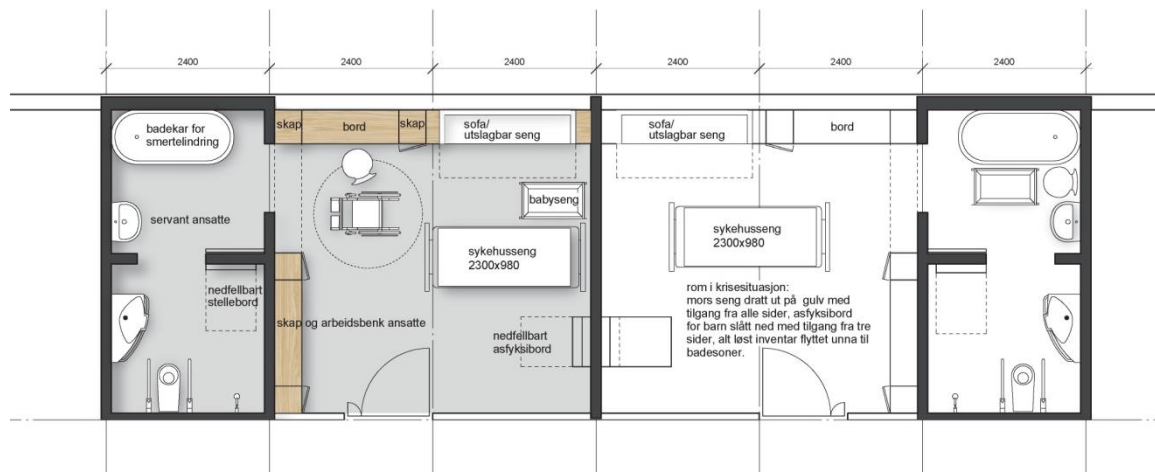 2400 2400 2400 2400 2400 2400
badekar for
smertelindring
skap bord skap
sofa/
utslagbar seng
sofa/
utslagbar seng
bord
servant ansatte
babyseng
sykehusseng
2300x980
sykehusseng
2300x980
nedfellbart
stellebord
skap og arbeidsbenk ansatte
nedfellbart
asfyksibord
rom i krisesituasjon:
mors seng dratt ut på gulv med
tilgang fra alle sider, asfyksibord
for barn slått ned med tilgang fra tre
sider, alt løst inventar flyttet unna til
badesoner.